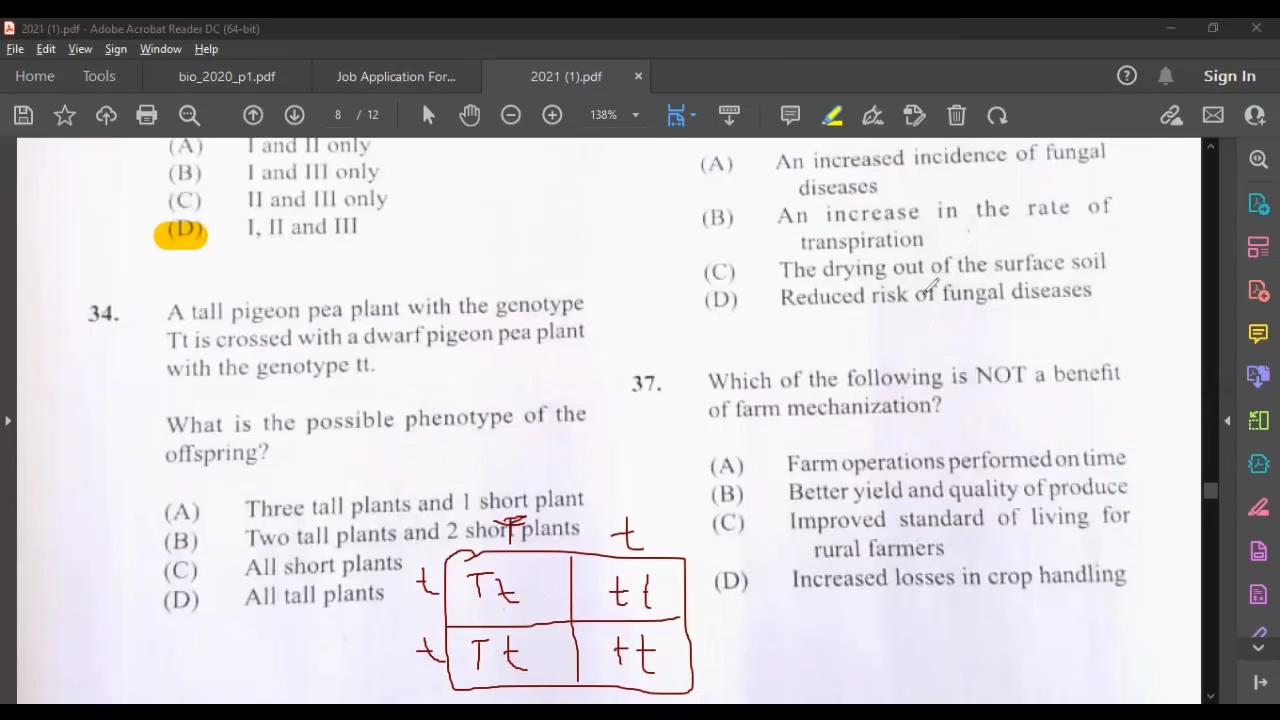 2021 (1).pdf - Adobe Acrobat Reader DC (64-bit)
File Edit View Sign Window Help
Home Tools bio_2020_p1.pdf Job Application For... 2021 (1).pdf × Sign In
8 / 12 138%
(A) I and II only
(B) I and III only
(C) II and III only
(D) I, II and III
34. A tall pigeon pea plant with the genotype
Tt is crossed with a dwarf pigeon pea plant
with the genotype tt.
What is the possible phenotype of the
offspring?
(A) Three tall plants and 1 short plant
(B) Two tall plants and 2 short plants
(C) All short plants
(D) All tall plants
T t
t Tt tt
t Tt tt
(A) An increased incidence of fungal
diseases
(B) An increase in the rate of
transpiration
(C) The drying out of the surface soil
(D) Reduced risk of fungal diseases
37. Which of the following is NOT a benefit
of farm mechanization?
(A) Farm operations performed on time
(B) Better yield and quality of produce
(C) Improved standard of living for
rural farmers
(D) Increased losses in crop handling